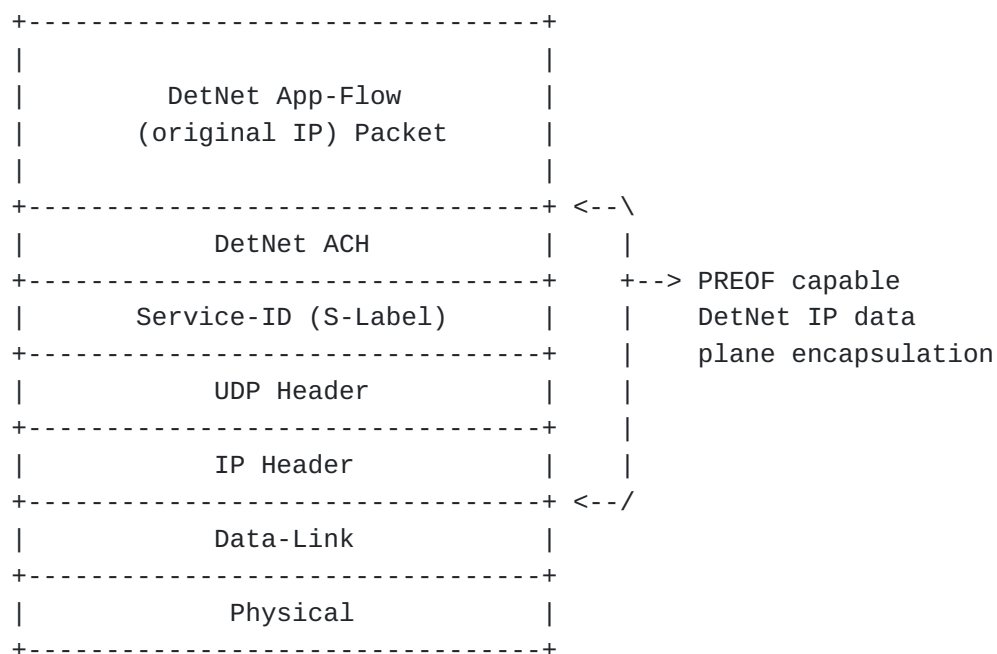 DetNet App-Flow
(original IP) Packet
DetNet ACH
PREOF capable
Service-ID (S-Label)
DetNet IP data
plane encapsulation
UDP Header
IP Header
Data-Link
Physical